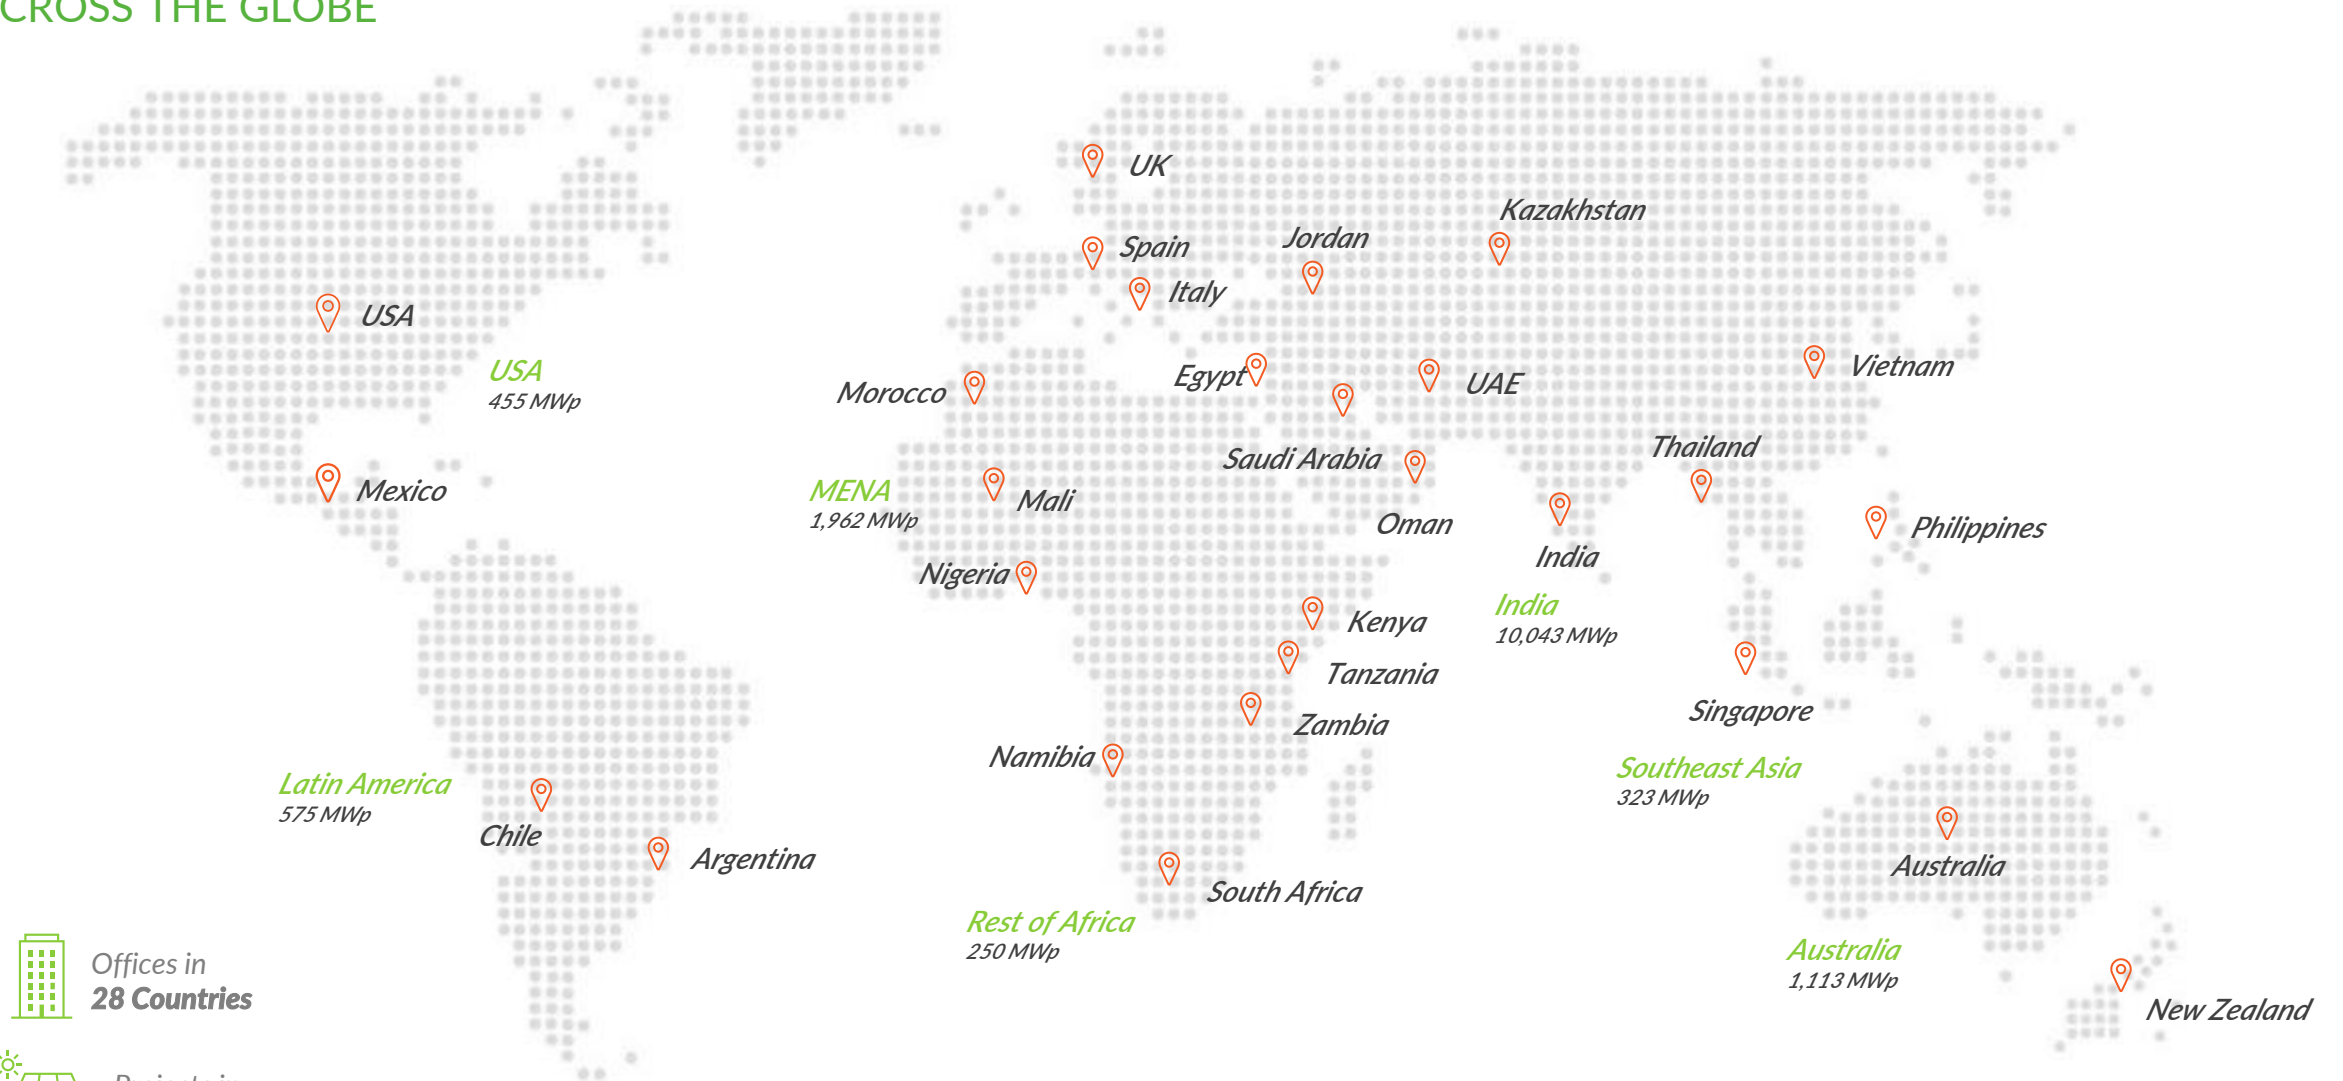 CROSS THE GLOBE
UK
Kazakhstan
Jordan
Spain
Italy
USA
USA
455 MWp
Egypt
UAE
Vietnam
Morocco
Thailand
Saudi Arabia
Mexico
MENA
1,962 MWp
Mali
Oman
Philippines
India
Nigeria
India
10,043 MWp
Kenya
Tanzania
Singapore
Zambia
Namibia
Southeast Asia
323 MWp
Latin America
575 MWp
Chile
Argentina
Australia
South Africa
Rest of Africa
250 MWp
Australia
1,113 MWp
Offices in
28 Countries
New Zealand
Projects in